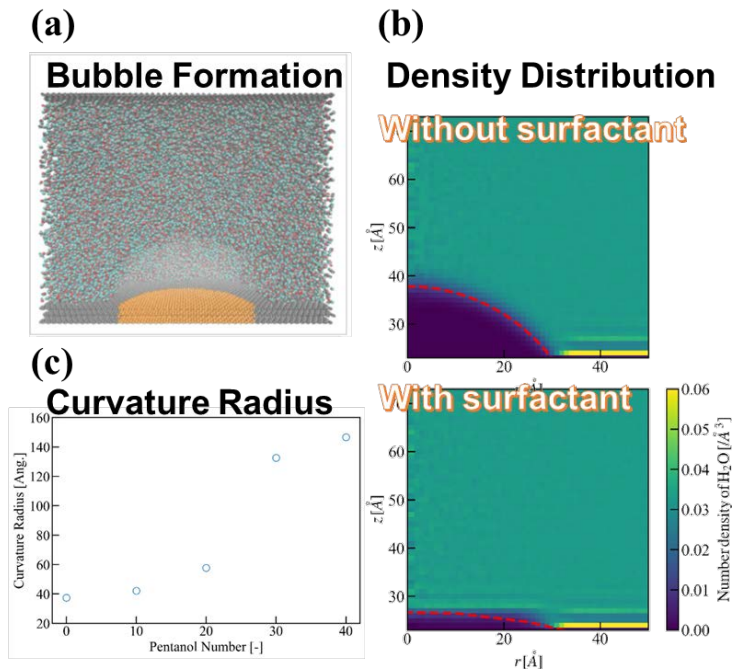 (a)
Bubble Formation
(b)
Density Distribution
Without surfactant
60
50
40
30
z[Å]
0
20
40
(c)
Curvature Radius
160
140
120
100
80
60
40
20
Curvature Radius [Ang.]
0
10
20
30
40
Pentanol Number [-]
With surfactant
60
50
40
30
z[Å]
0
20
40
r[Å]
0.06
0.05
0.04
0.03
0.02
0.01
0.00
Number density of H₂O[/Å³]